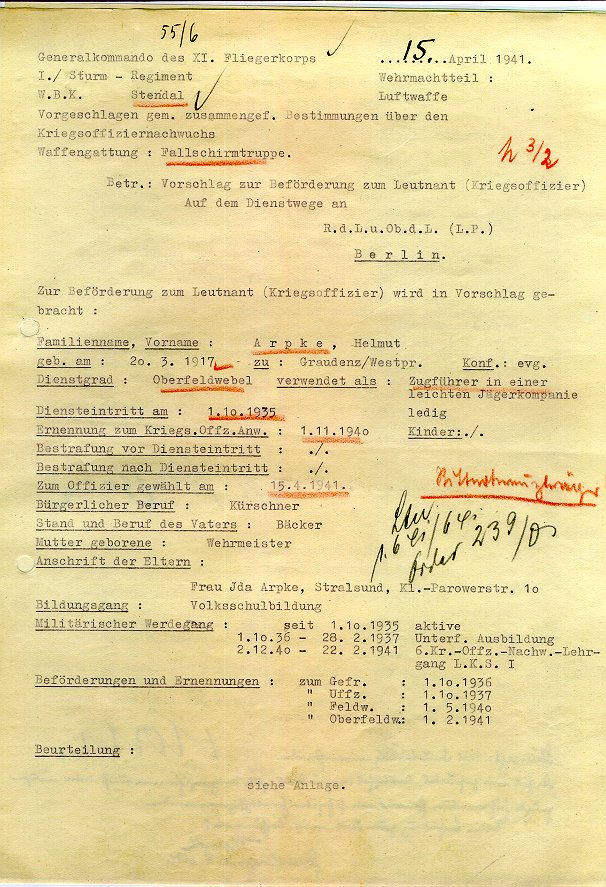 55/6
Generalkommando des XI. Fliegerkorps ...15...April 1941.
I./ Sturm - Regiment Wehrmachtteil :
W.B.K. Stendal Luftwaffe
Vorgeschlagen gem. zusammengef. Bestimmungen über den
Kriegsoffiziernachwuchs
Waffengattung : Fallschirmtruppe.
3/2
Betr.: Vorschlag zur Beförderung zum Leutnant (Kriegsoffizier)
Auf dem Dienstwege an
R.d.L.u.Ob.d.L. (L.P.)
B e r l i n.
Zur Beförderung zum Leutnant (Kriegsoffizier) wird in Vorschlag ge-
bracht :
Familienname, Vorname : A r p k e , Helmut
geb. am : 2o. 3. 1917 zu : Graudenz/Westpr. Konf.: evg.
Dienstgrad : Oberfeldwebel verwendet als : Zugführer in einer
leichten Jägerkompanie
Diensteintritt am : 1.1o.1935 ledig
Ernennung zum Kriegs.Offz.Anw. : 1.11.194o Kinder:./.
Bestrafung vor Diensteintritt : ./.
Bestrafung nach Diensteintritt : ./.
Zum Offizier gewählt am : 15.4.1941.
Ritterkreuzträger
Bürgerlicher Beruf : Kürschner
Stand und Beruf des Vaters : Bäcker
Mutter geborene : Wehrmeister
Anschrift der Eltern :
239/
Frau Jda Arpke, Stralsund, Kl.-Parowerstr. 1o
Bildungsgang : Volksschulbildung
Militärischer Werdegang : seit 1.1o.1935 aktive
1.1o.36 - 28. 2.1937 Unterf. Ausbildung
2.12.4o - 22. 2.1941 6.Kr.-Offz.-Nachw.-Lehr-
gang L.K.S. I
Beförderungen und Ernennungen : zum Gefr. : 1.1o.1936
" Uffz. : 1.1o.1937
" Feldw. : 1. 5.194o
" Oberfeldw.: 1. 2.1941
Beurteilung :
siehe Anlage.